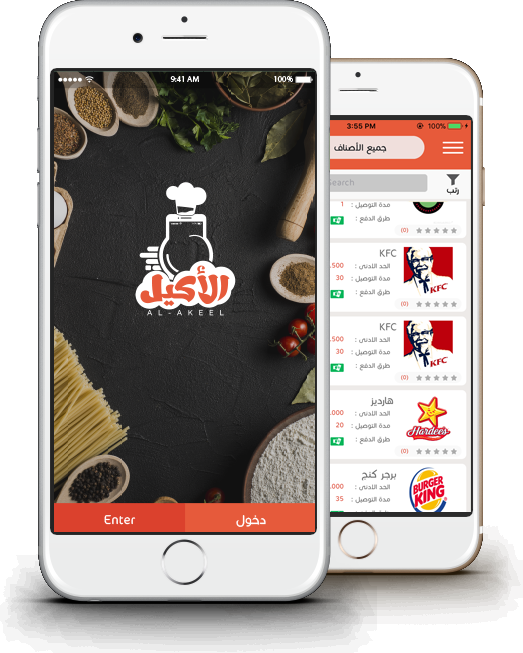 9:41 AM
100%
الأكيل
AL-AKEEL
Enter
دخول
3:55 PM
100%
جميع الأصناف
Search
رتب
مدة التوصيل : 1
طرق الدفع :
(0)
KFC
الحد الأدنى : 500.
مدة التوصيل : 30
طرق الدفع :
(0)
KFC
KFC
الحد الأدنى : 500.
مدة التوصيل : 30
طرق الدفع :
(0)
KFC
هارديز
الحد الأدنى : 000.
مدة التوصيل : 20
طرق الدفع :
(0)
Hardees
برجر كنج
الحد الأدنى : 000.
مدة التوصيل : 35
طرق الدفع :
BURGER
KING